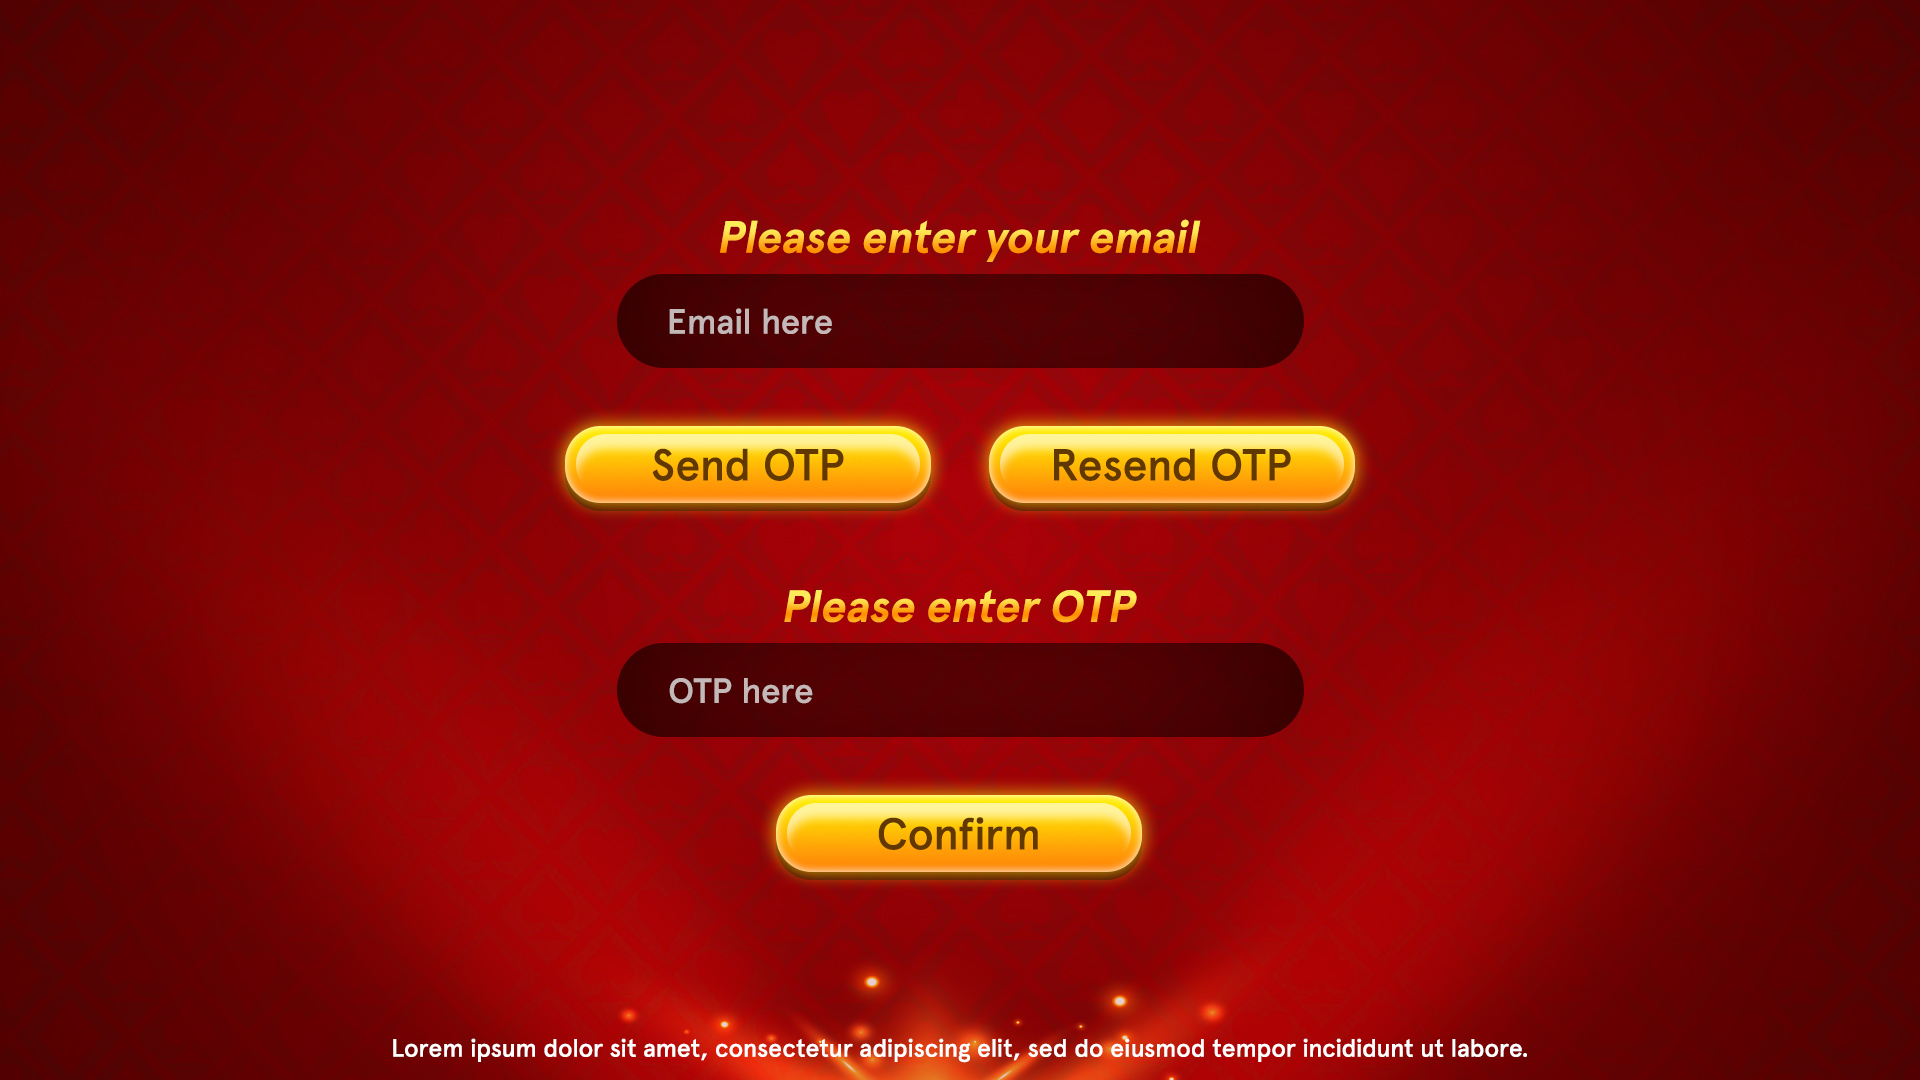 Please enter your email
Email here
Send OTP
Resend OTP
Please enter OTP
OTP here
Confirm
Lorem ipsum dolor sit amet, consectetur adipiscing elit, sed do eiusmod tempor incididunt ut labore.